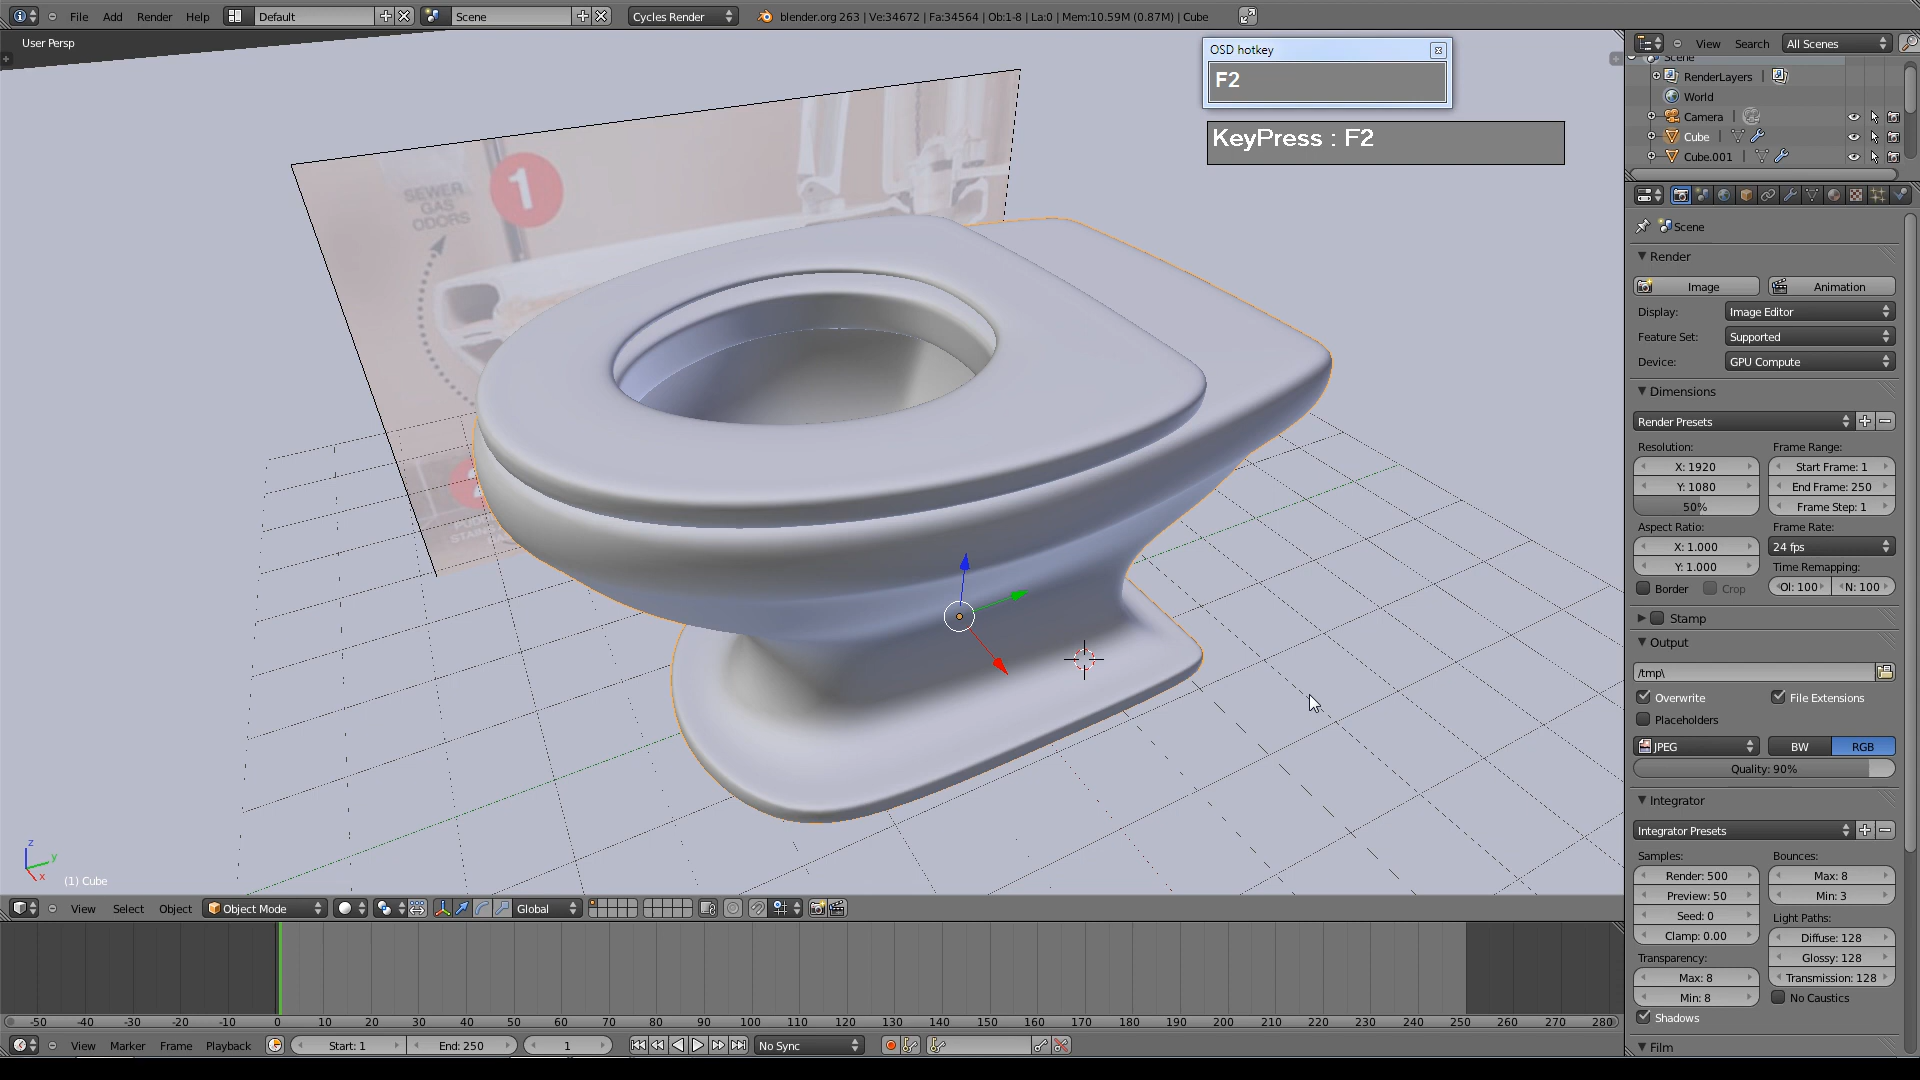 File Add Render Help Default Scene Cycles Render blender.org 263 | Ve:34672 | Fa:34564 | Ob:1-8 | La:0 | Mem:10.59M (0.87M) | Cube
User Persp
OSD hotkey
F2
KeyPress : F2
SEWER
GAS
ODORS
1
2
(1) Cube
z
y
x
View Select Object Object Mode Global
-50 -40 -30 -20 -10 0 10 20 30 40 50 60 70 80 90 100 110 120 130 140 150 160 170 180 190 200 210 220 230 240 250 260 270 280
View Marker Frame Playback Start: 1 End: 250 1 No Sync
View Search All Scenes
Scene
RenderLayers
World
Camera
Cube
Cube.001
Scene
Render
Image Animation
Display: Image Editor
Feature Set: Supported
Device: GPU Compute
Dimensions
Render Presets
Resolution: Frame Range:
X: 1920 Start Frame: 1
Y: 1080 End Frame: 250
50% Frame Step: 1
Aspect Ratio: Frame Rate:
X: 1.000 24 fps
Y: 1.000 Time Remapping:
Border Crop Ol: 100 N: 100
Stamp
Output
/tmp\
Overwrite File Extensions
Placeholders
JPEG BW RGB
Quality: 90%
Integrator
Integrator Presets
Samples: Bounces:
Render: 500 Max: 8
Preview: 50 Min: 3
Seed: 0 Light Paths:
Clamp: 0.00 Diffuse: 128
Transparency: Glossy: 128
Max: 8 Transmission: 128
Min: 8 No Caustics
Shadows
Film